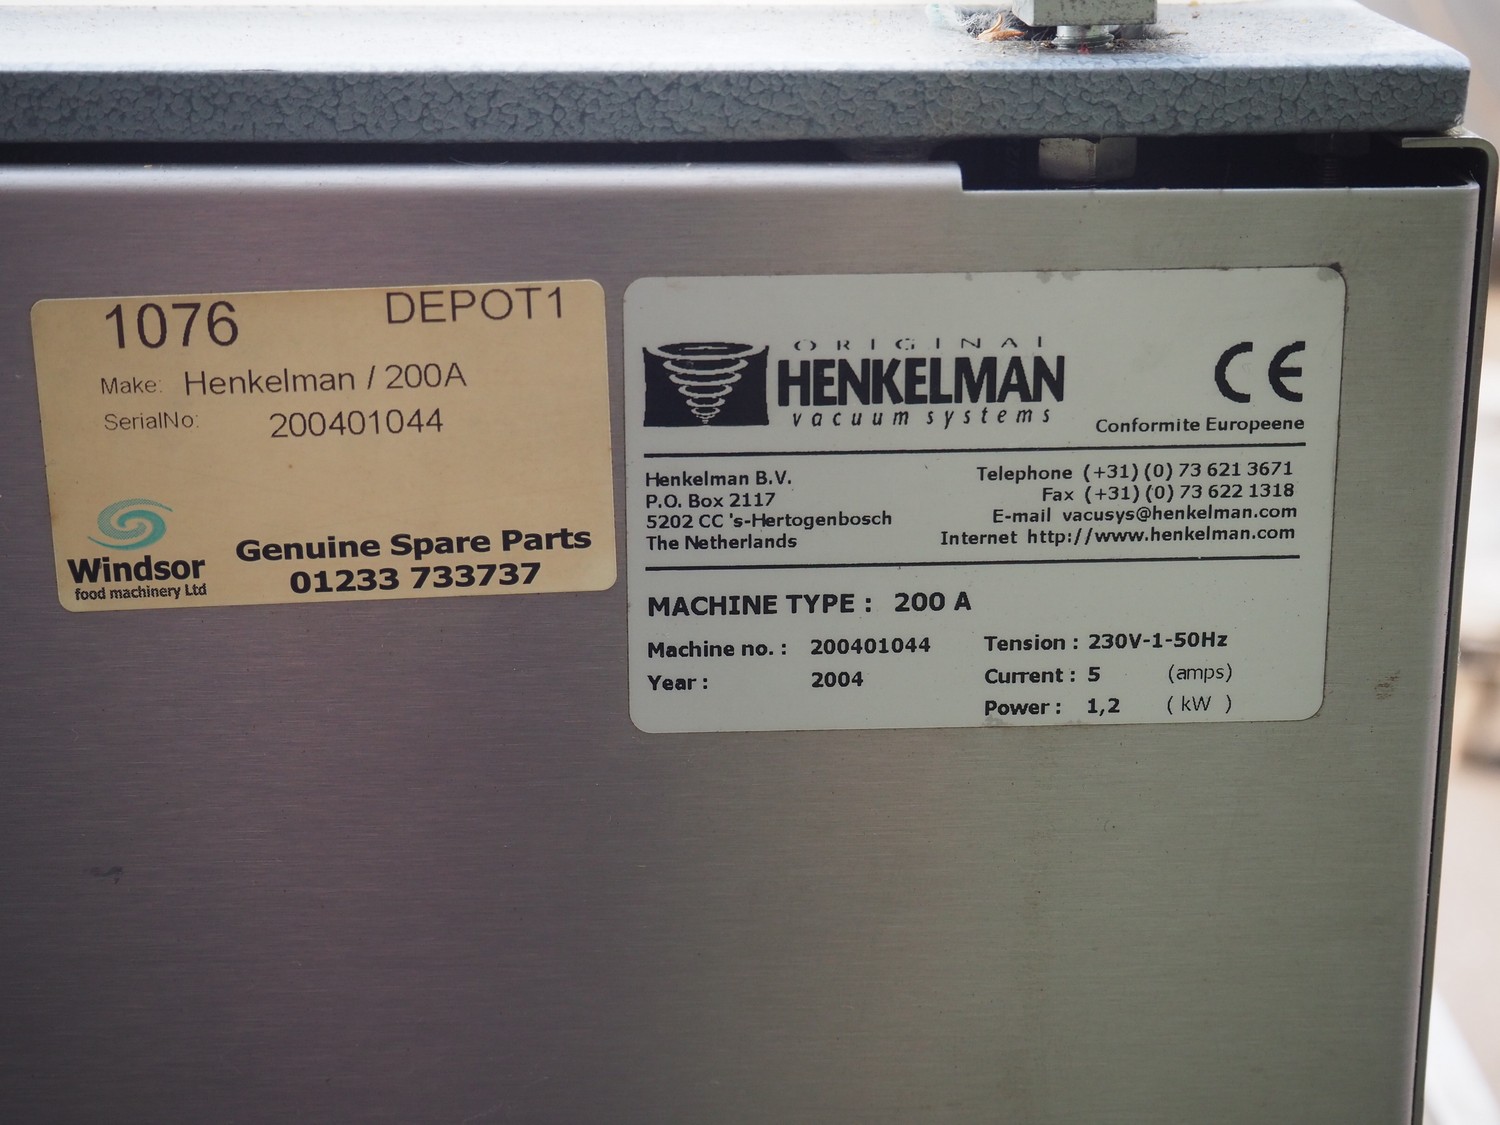 1076 DEPOT1
Make: Henkelman / 200A
SerialNo: 200401044
Windsor
food machinery Ltd
Genuine Spare Parts
01233 733737
ORIGINAL
HENKELMAN
vacuum systems
CE
Conformite Europeene
Henkelman B.V.
P.O. Box 2117
5202 CC 's-Hertogenbosch
The Netherlands
Telephone (+31) (0) 73 621 3671
Fax (+31) (0) 73 622 1318
E-mail vacusys@henkelman.com
Internet http://www.henkelman.com
MACHINE TYPE : 200 A
Machine no. : 200401044
Year : 2004
Tension : 230V-1-50Hz
Current : 5 (amps)
Power : 1,2 ( kW )